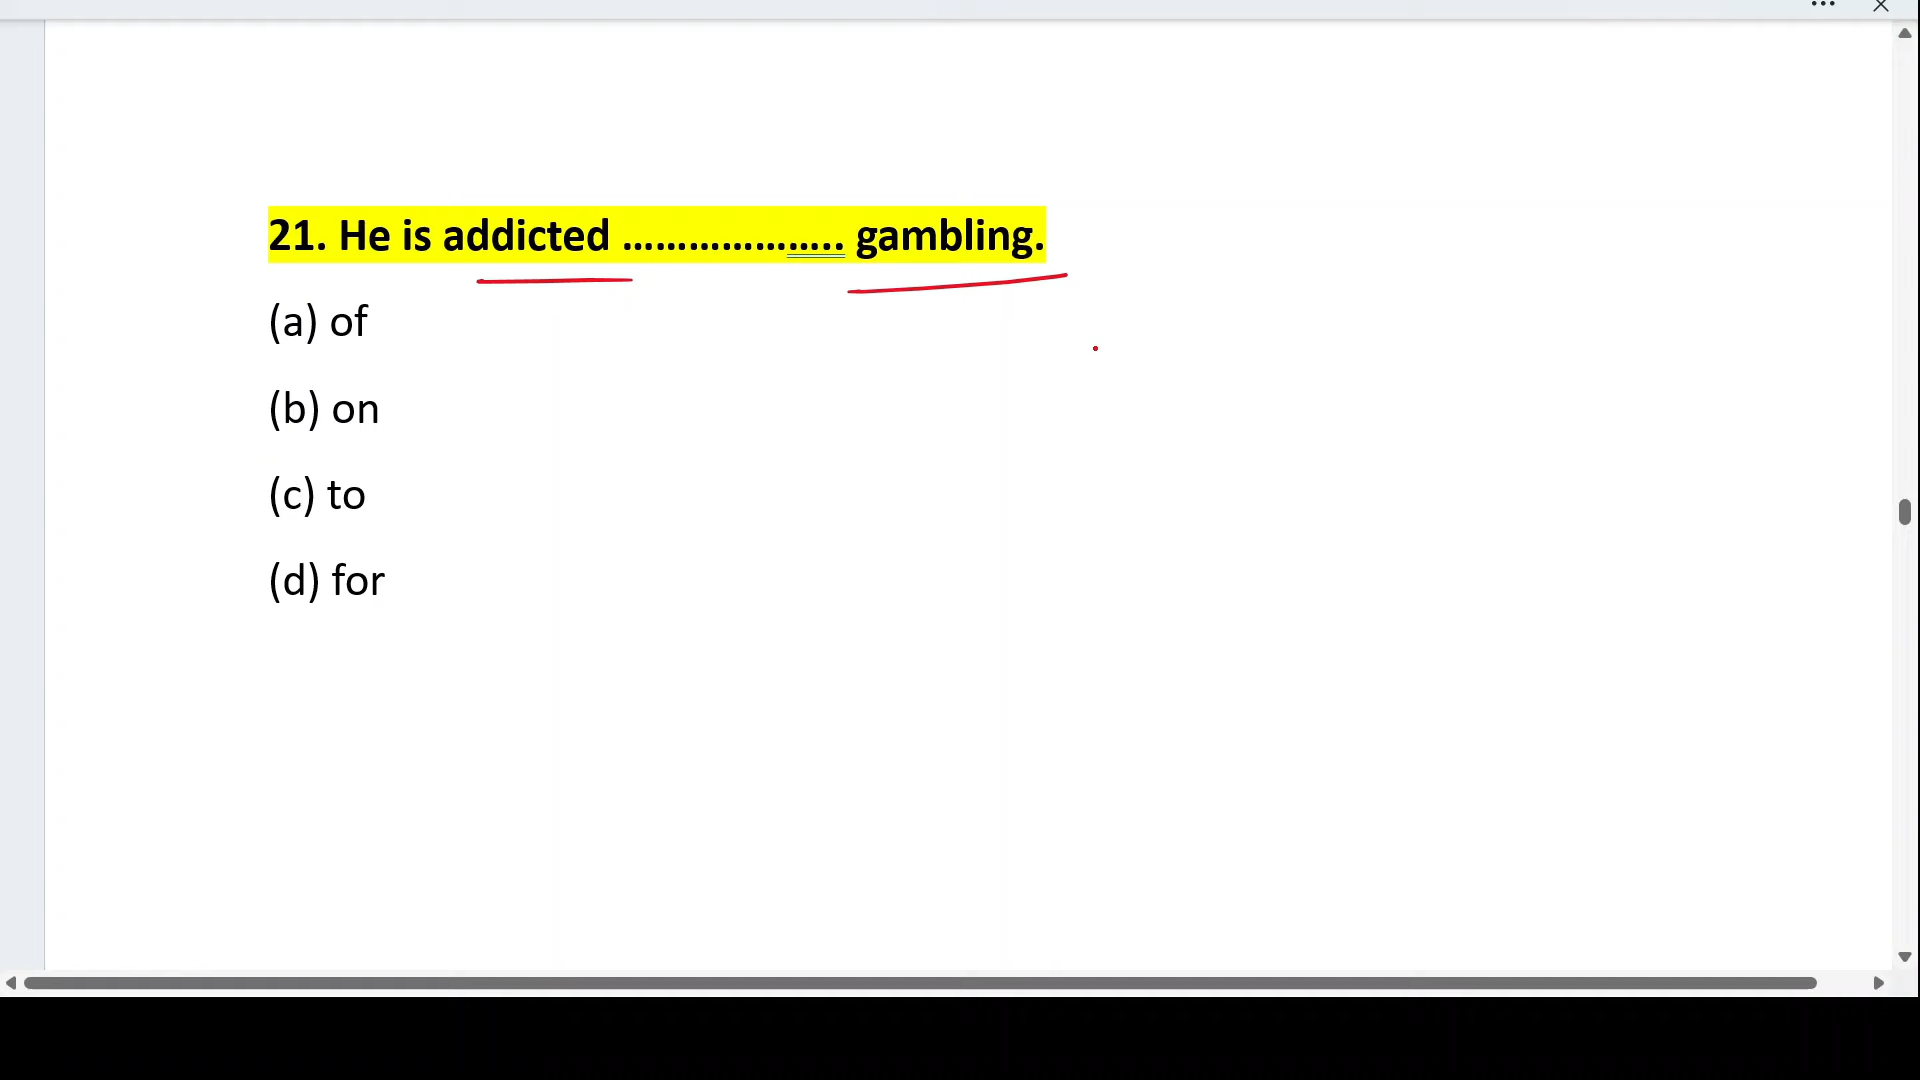 21. He is addicted ………………….. gambling.
(a) of
(b) on
(c) to
(d) for